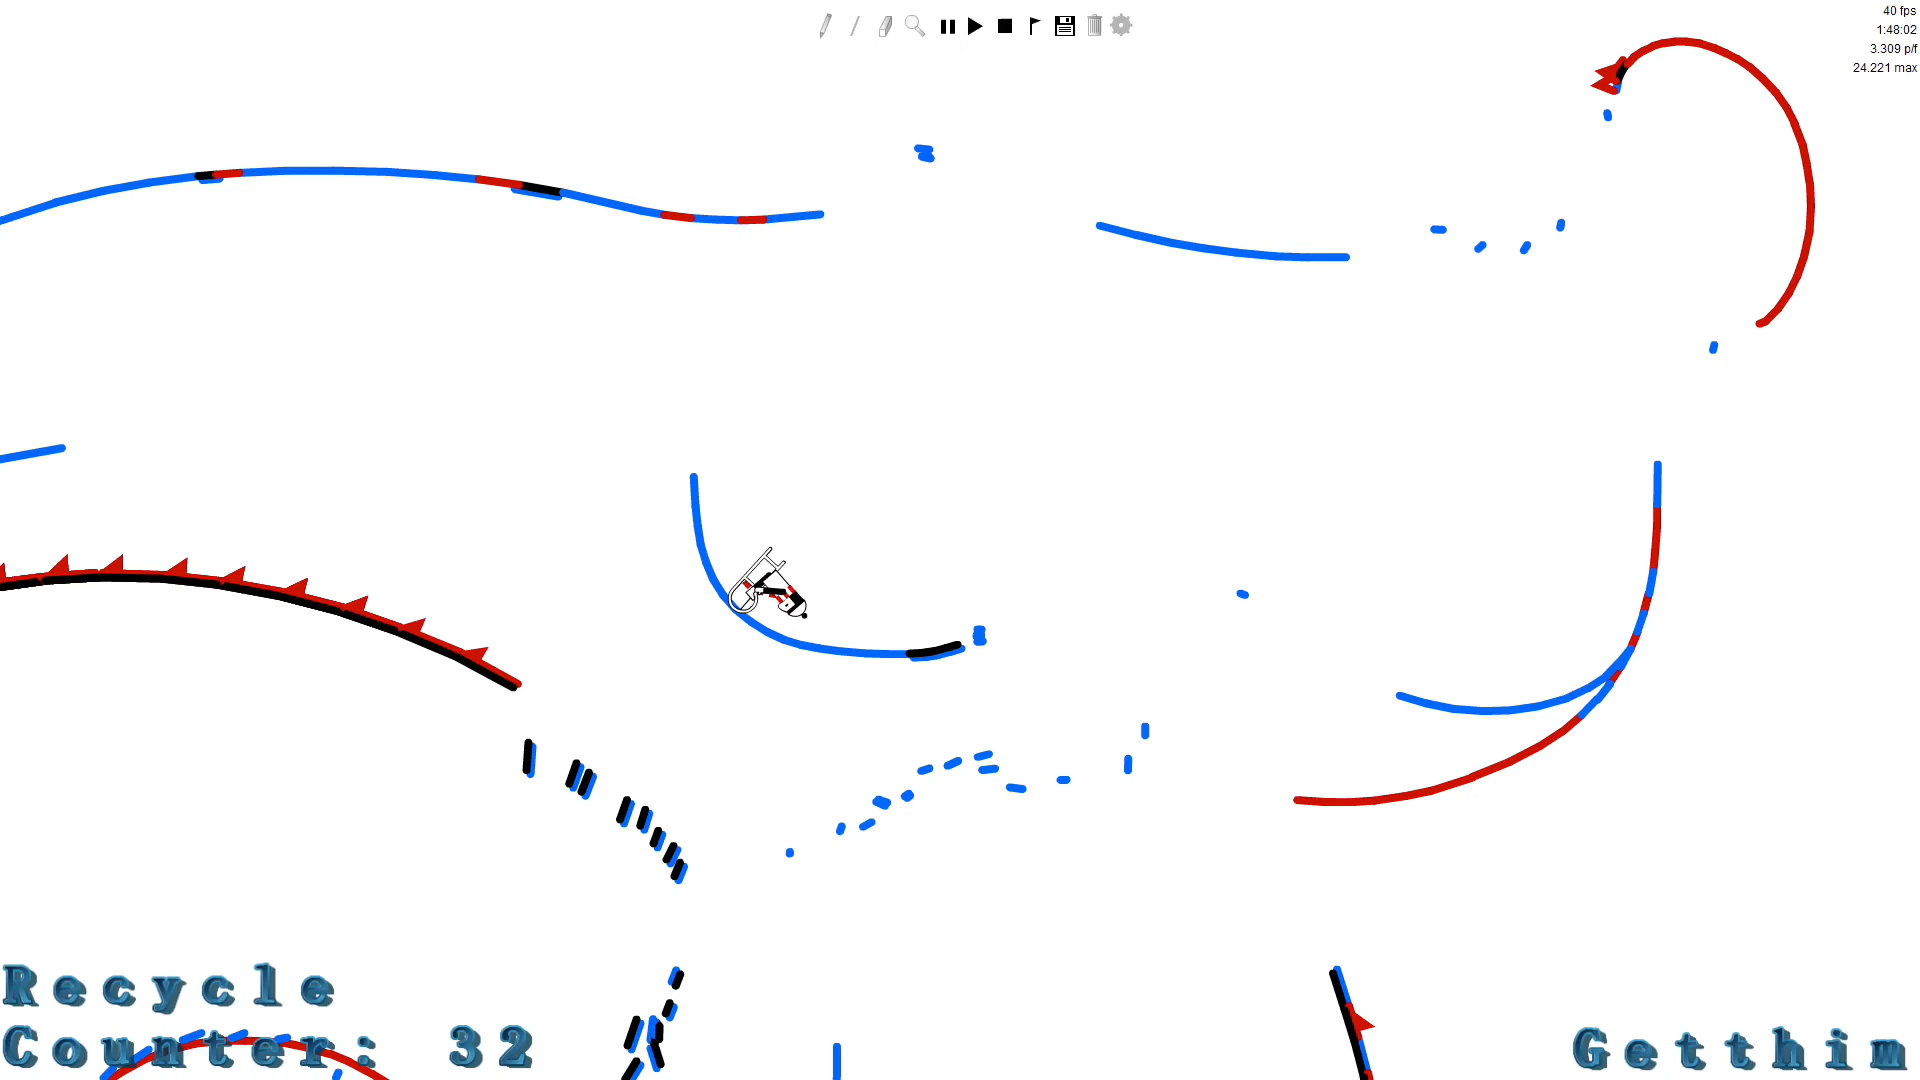 40 fps
1:48:02
3.309 p/f
24.221 max
Recycle
Counter: 32
Getthim